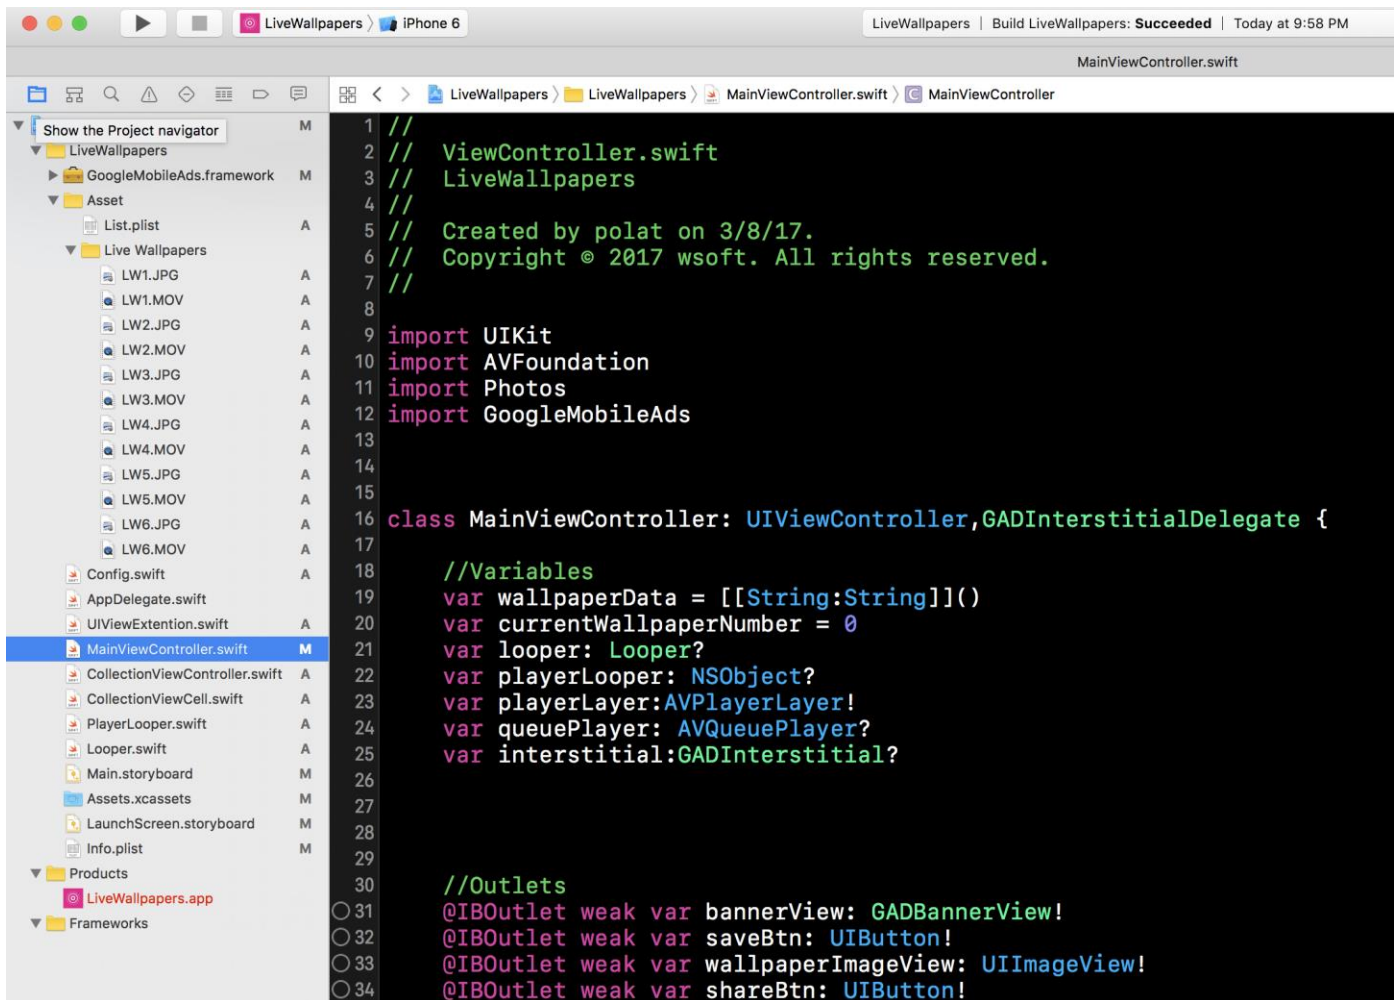 LiveWallpapers iPhone 6
LiveWallpapers | Build LiveWallpapers: Succeeded | Today at 9:58 PM
MainViewController.swift
LiveWallpapers LiveWallpapers MainViewController.swift C MainViewController
Show the Project navigator M
LiveWallpapers
GoogleMobileAds.framework M
Asset
List.plist A
Live Wallpapers
LW1.JPG A
LW1.MOV A
LW2.JPG A
LW2.MOV A
LW3.JPG A
LW3.MOV A
LW4.JPG A
LW4.MOV A
LW5.JPG A
LW5.MOV A
LW6.JPG A
LW6.MOV A
Config.swift A
AppDelegate.swift
UIViewExtention.swift A
MainViewController.swift M
CollectionViewController.swift A
CollectionViewCell.swift A
PlayerLooper.swift A
Looper.swift A
Main.storyboard M
Assets.xcassets M
LaunchScreen.storyboard M
Info.plist M
Products
LiveWallpapers.app
Frameworks
1 //
2 // ViewController.swift
3 // LiveWallpapers
4 //
5 // Created by polat on 3/8/17.
6 // Copyright © 2017 wsoft. All rights reserved.
7 //
8
9 import UIKit
10 import AVFoundation
11 import Photos
12 import GoogleMobileAds
13
14
15
16 class MainViewController: UIViewController,GADInterstitialDelegate {
17
18 //Variables
19 var wallpaperData = [[String:String]]()
20 var currentWallpaperNumber = 0
21 var looper: Looper?
22 var playerLooper: NSObject?
23 var playerLayer:AVPlayerLayer!
24 var queuePlayer: AVQueuePlayer?
25 var interstitial:GADInterstitial?
26
27
28
29
30 //Outlets
31 @IBOutlet weak var bannerView: GADBannerView!
32 @IBOutlet weak var saveBtn: UIButton!
33 @IBOutlet weak var wallpaperImageView: UIImageView!
34 @IBOutlet weak var shareBtn: UIButton!